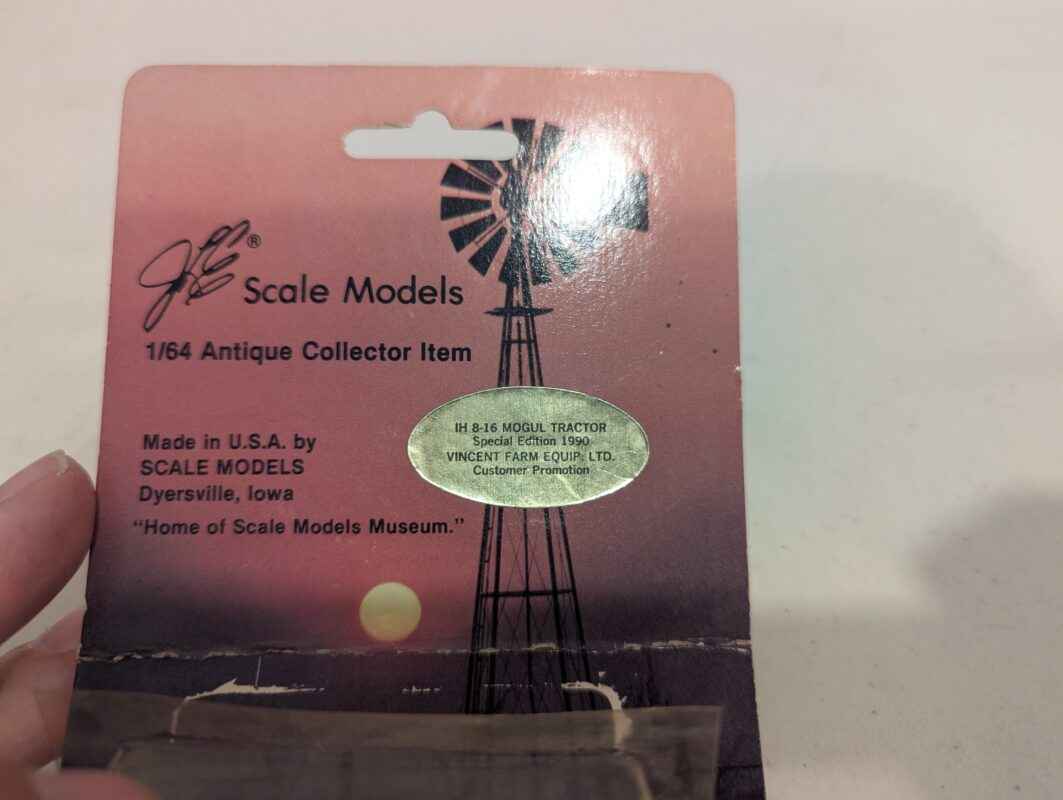 JLE® Scale Models
1/64 Antique Collector Item
IH 8-16 MOGUL TRACTOR
Special Edition 1990
VINCENT FARM EQUIP. LTD.
Customer Promotion
Made in U.S.A. by
SCALE MODELS
Dyersville, Iowa
"Home of Scale Models Museum."